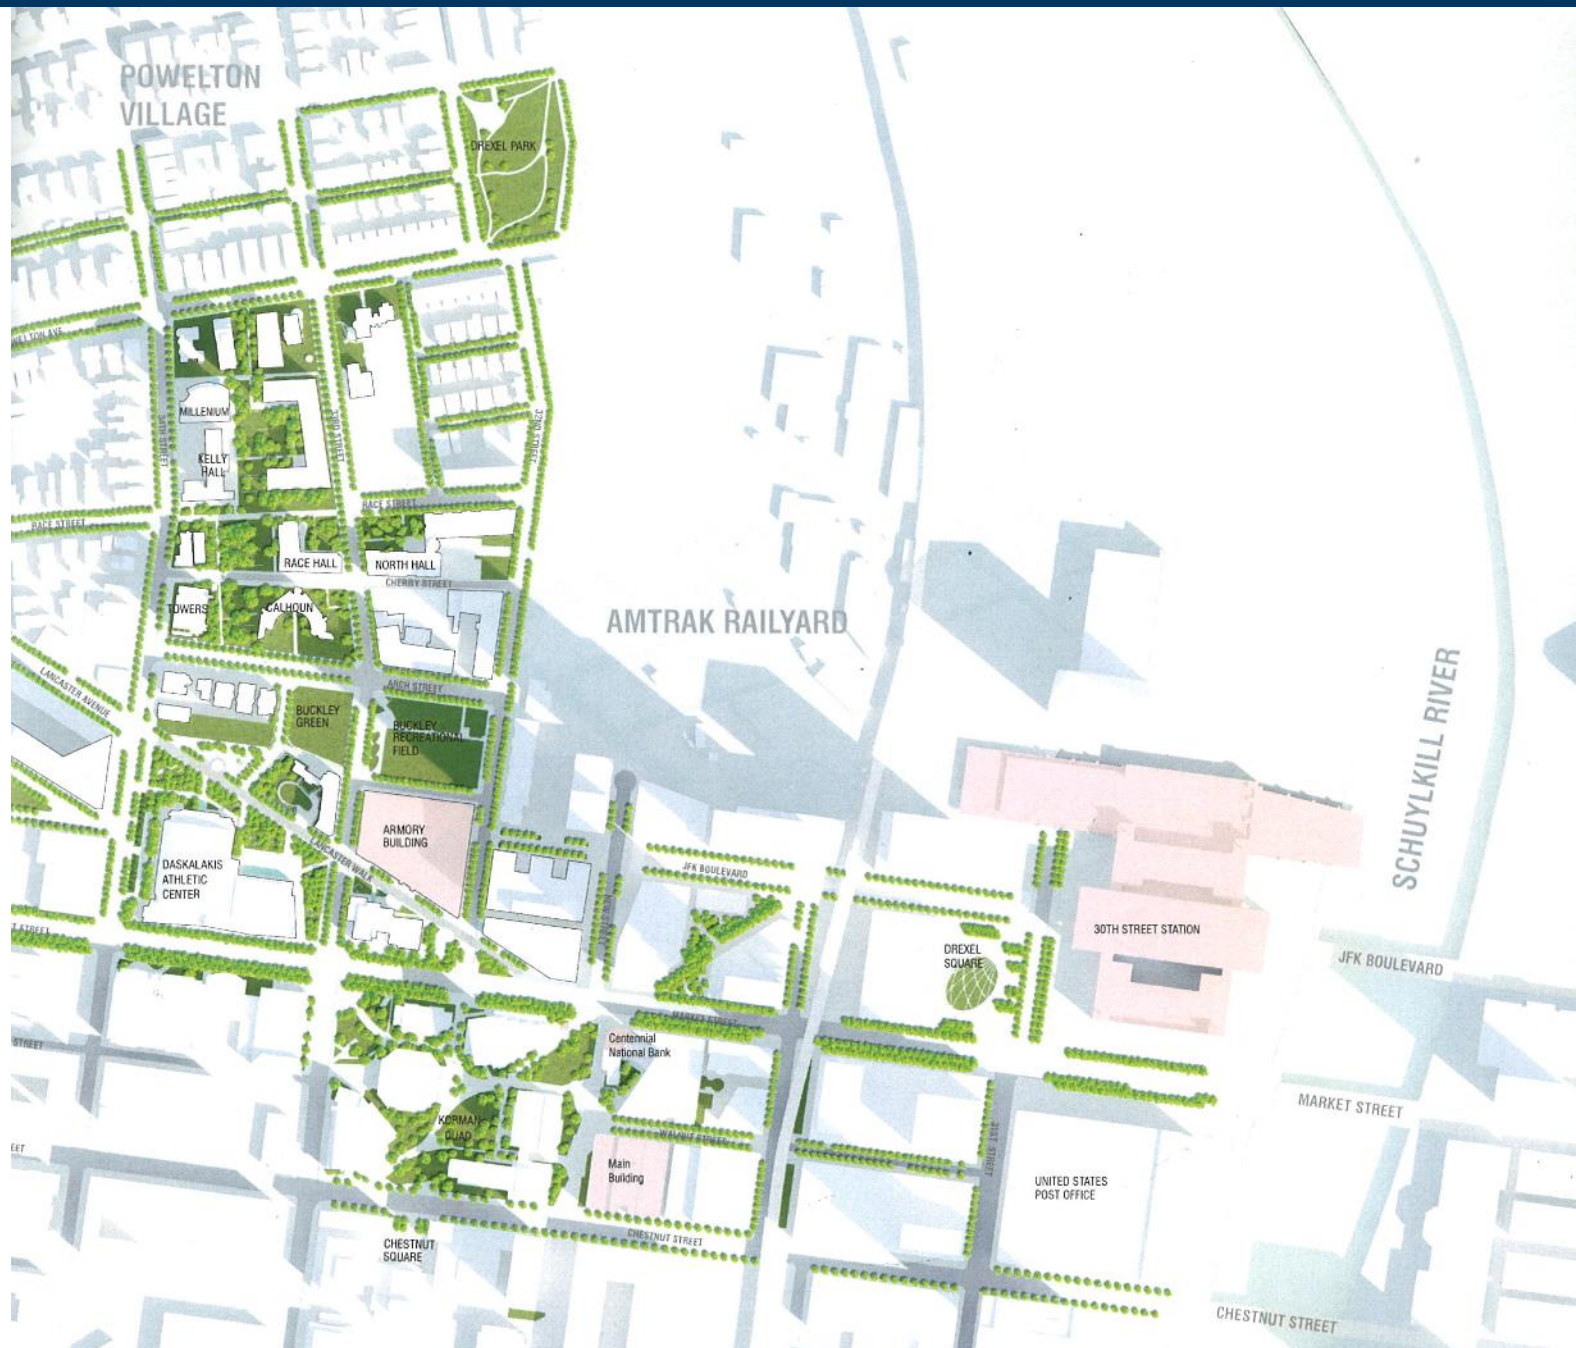 POWELTON
VILLAGE
DREXEL PARK
MILLENIUM
34TH STREET
33RD STREET
32ND STREET
KELLY
HALL
RACE STREET
RACE STREET
RACE HALL
NORTH HALL
CHERRY STREET
TOWERS
CALHOUN
AMTRAK RAILYARD
LANCASTER AVENUE
ARCH STREET
BUCKLEY
GREEN
BUCKLEY
RECREATIONAL
FIELD
SCHUYLKILL RIVER
ARMORY
BUILDING
LANCASTER WALK
DASKALAKIS
ATHLETIC
CENTER
JFK BOULEVARD
NEW STREET
DREXEL
SQUARE
30TH STREET STATION
JFK BOULEVARD
T STREET
MARKET STREET
Centennial
National Bank
STREET
MARKET STREET
KORMAN
QUAD
WALNUT STREET
31ST STREET
EET
Main
Building
UNITED STATES
POST OFFICE
CHESTNUT STREET
CHESTNUT
SQUARE
CHESTNUT STREET